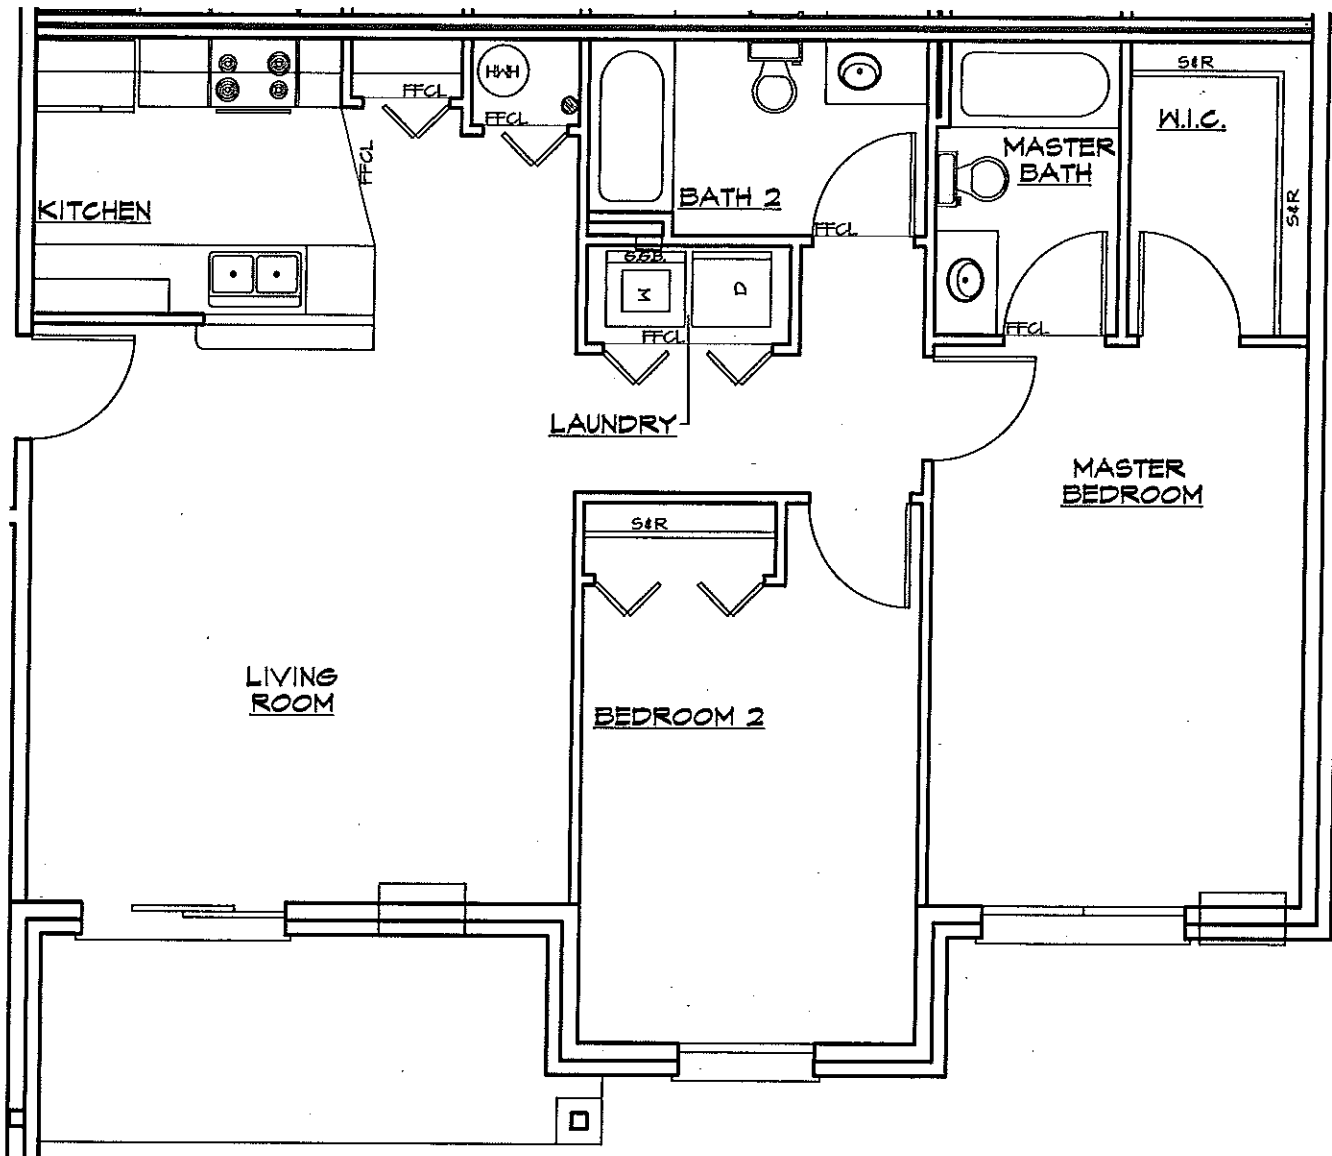 S&R
HWH
FFCL
FFCL
W.I.C.
MASTER
BATH
FFCL
BATH 2
KITCHEN
S&R
FFCL
S.G.B.
W
D
FFCL
FFCL
LAUNDRY
MASTER
BEDROOM
S&R
LIVING
ROOM
BEDROOM 2